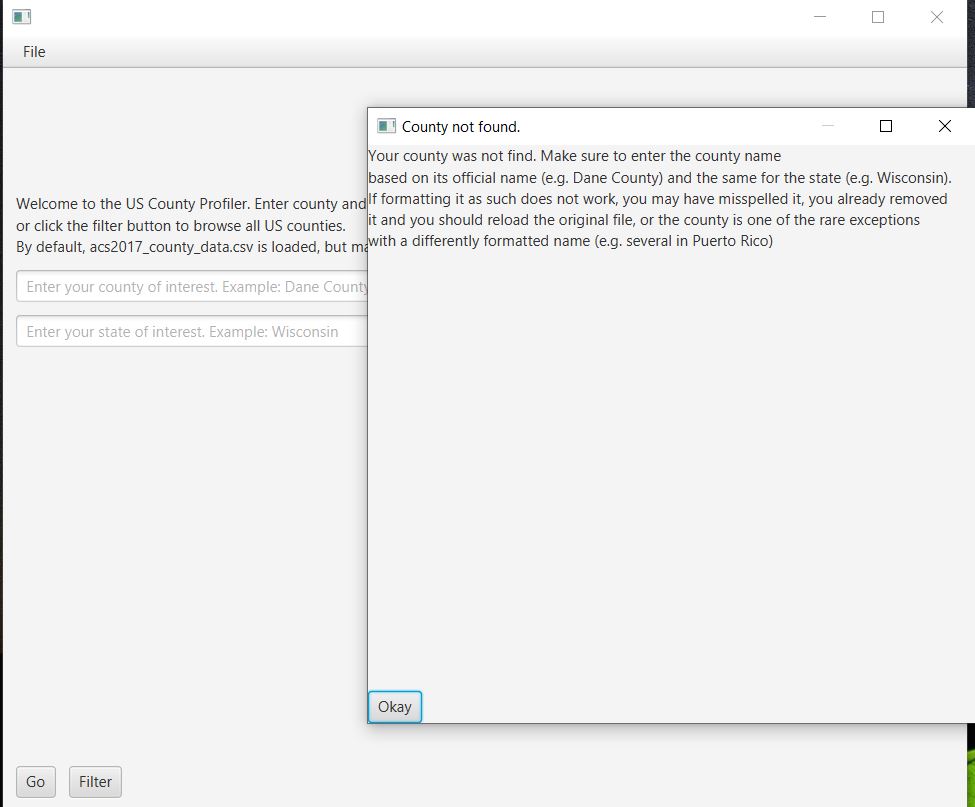 File
County not found.
Your county was not find. Make sure to enter the county name
based on its official name (e.g. Dane County) and the same for the state (e.g. Wisconsin).
If formatting it as such does not work, you may have misspelled it, you already removed
it and you should reload the original file, or the county is one of the rare exceptions
with a differently formatted name (e.g. several in Puerto Rico)
Okay
Welcome to the US County Profiler. Enter county and
or click the filter button to browse all US counties.
By default, acs2017_county_data.csv is loaded, but
Enter your county of interest. Example: Dane County
Enter your state of interest. Example: Wisconsin
Go
Filter